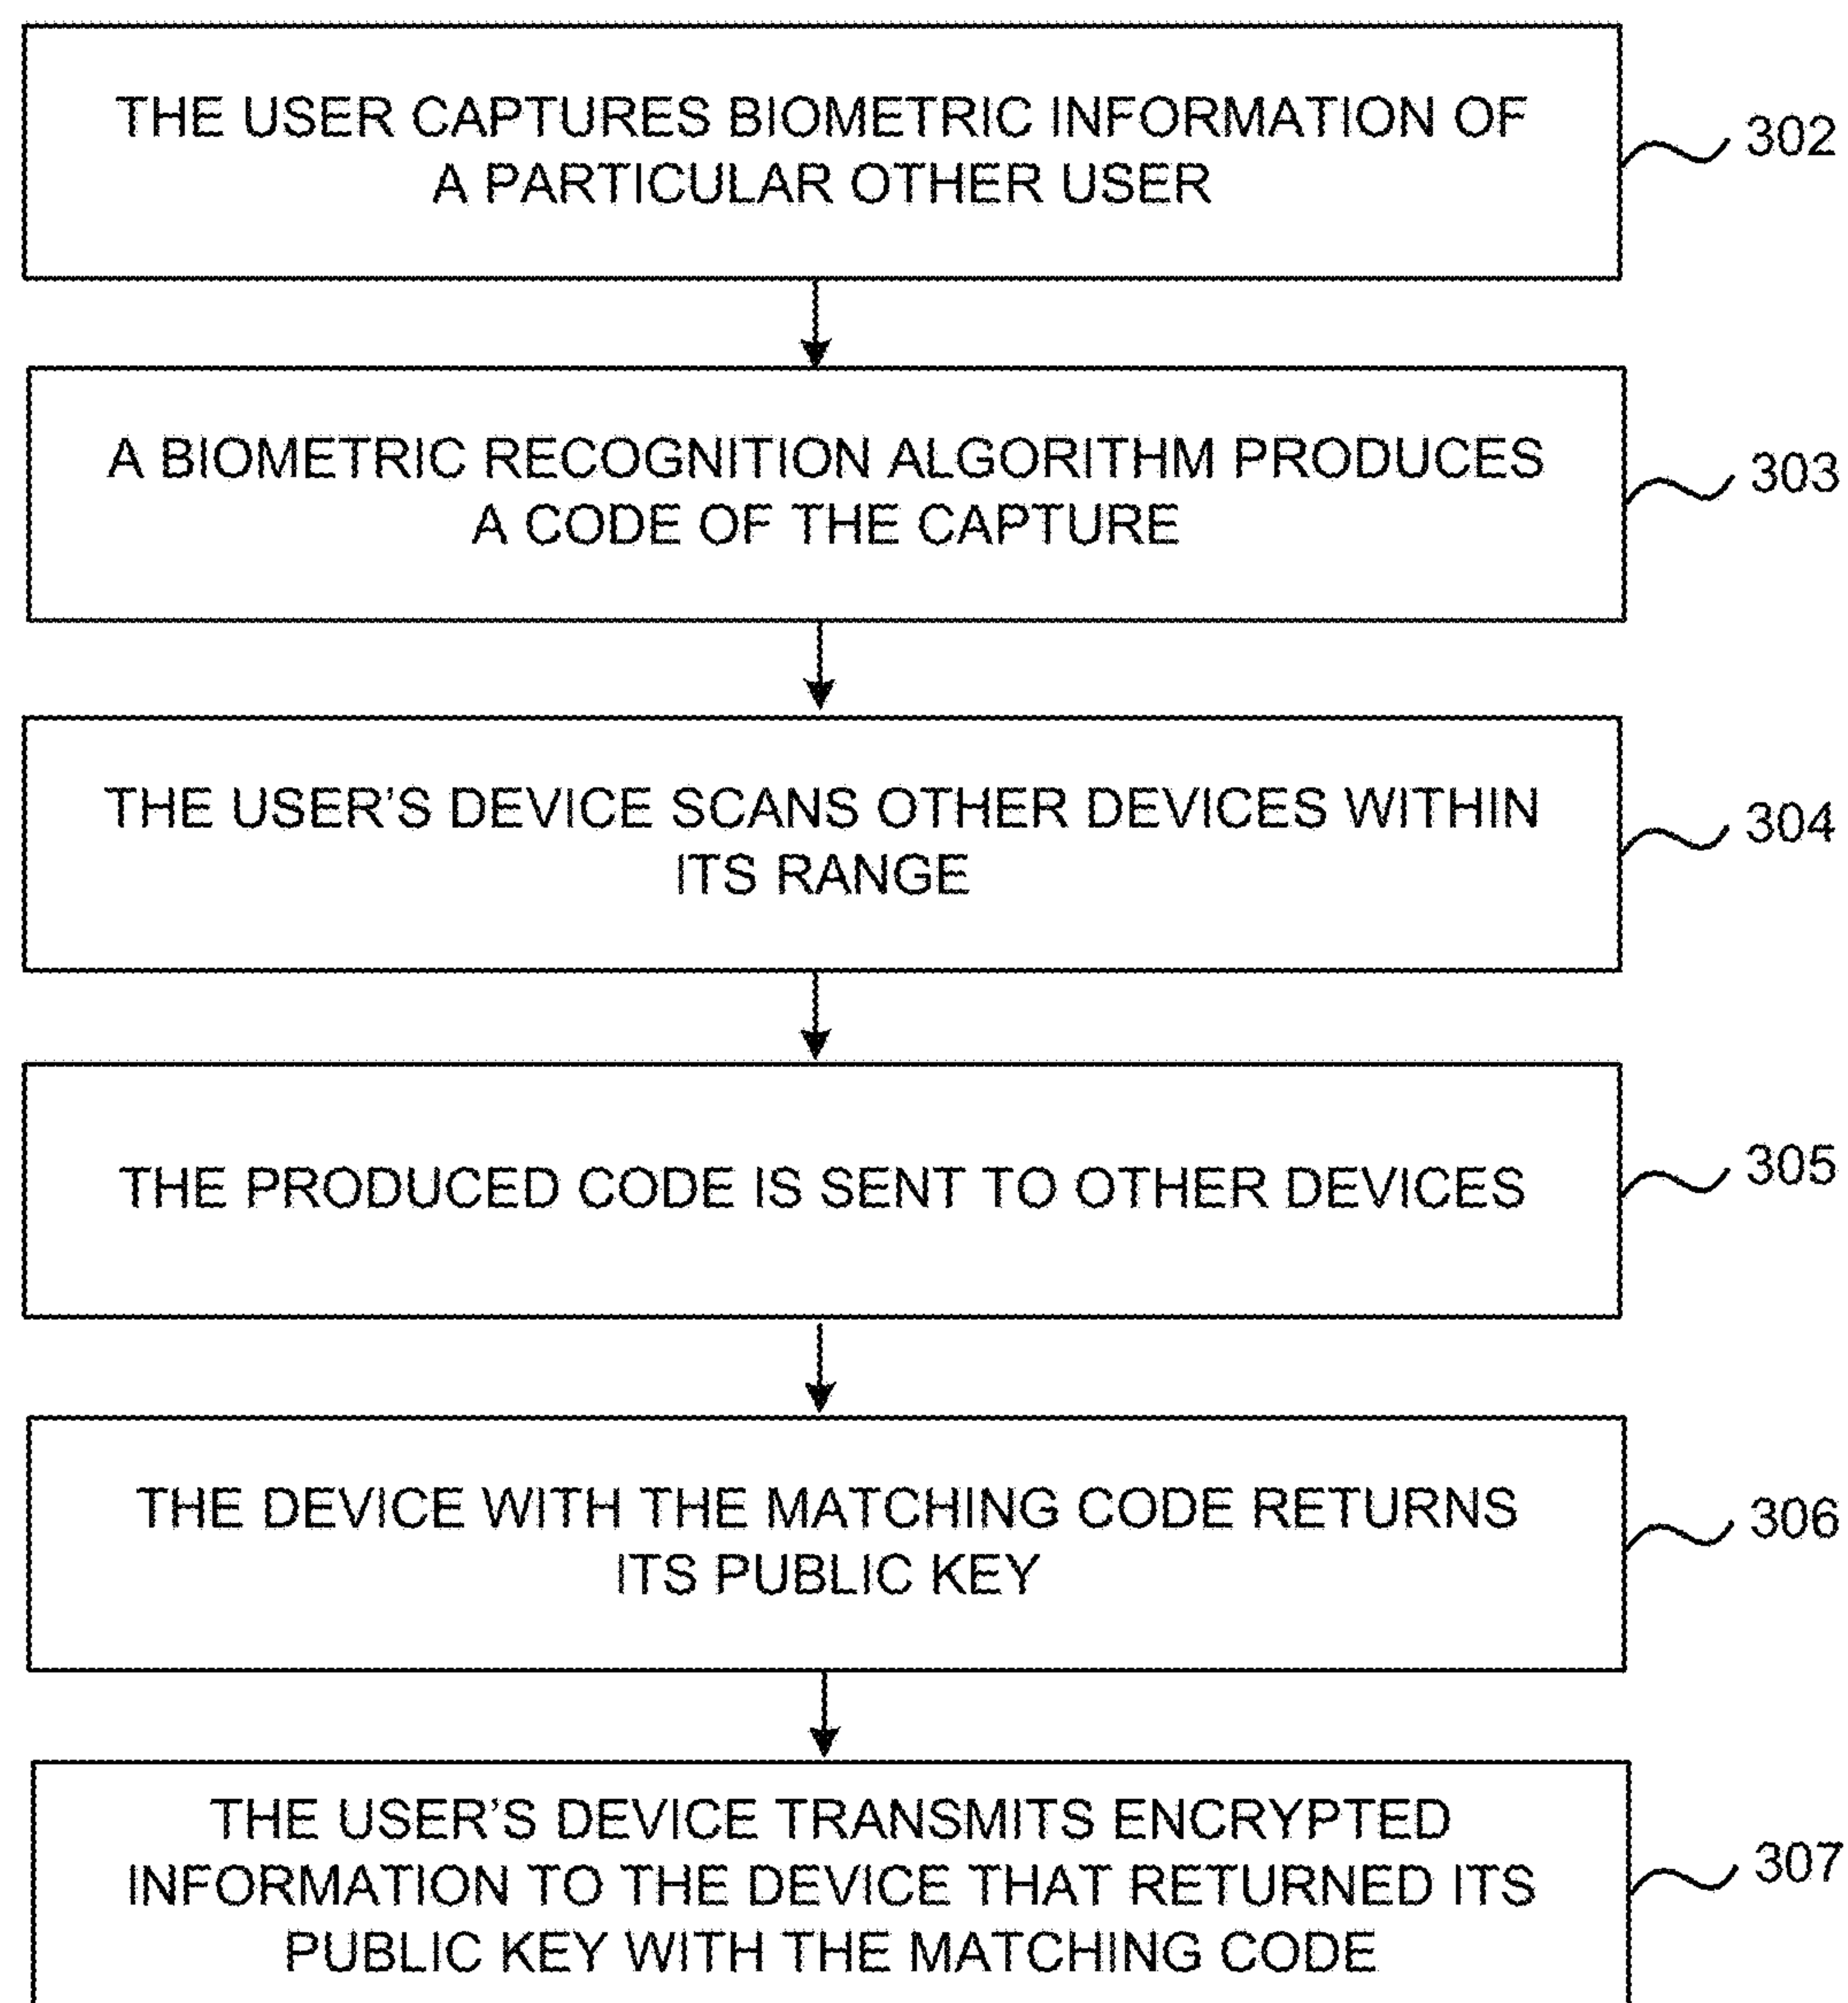 THE USER CAPTURES BIOMETRIC INFORMATION OF
A PARTICULAR OTHER USER
302
A BIOMETRIC RECOGNITION ALGORITHM PRODUCES
A CODE OF THE CAPTURE
303
THE USER'S DEVICE SCANS OTHER DEVICES WITHIN
ITS RANGE
304
THE PRODUCED CODE IS SENT TO OTHER DEVICES
305
THE DEVICE WITH THE MATCHING CODE RETURNS
ITS PUBLIC KEY
306
THE USER'S DEVICE TRANSMITS ENCRYPTED
INFORMATION TO THE DEVICE THAT RETURNED ITS
PUBLIC KEY WITH THE MATCHING CODE
307